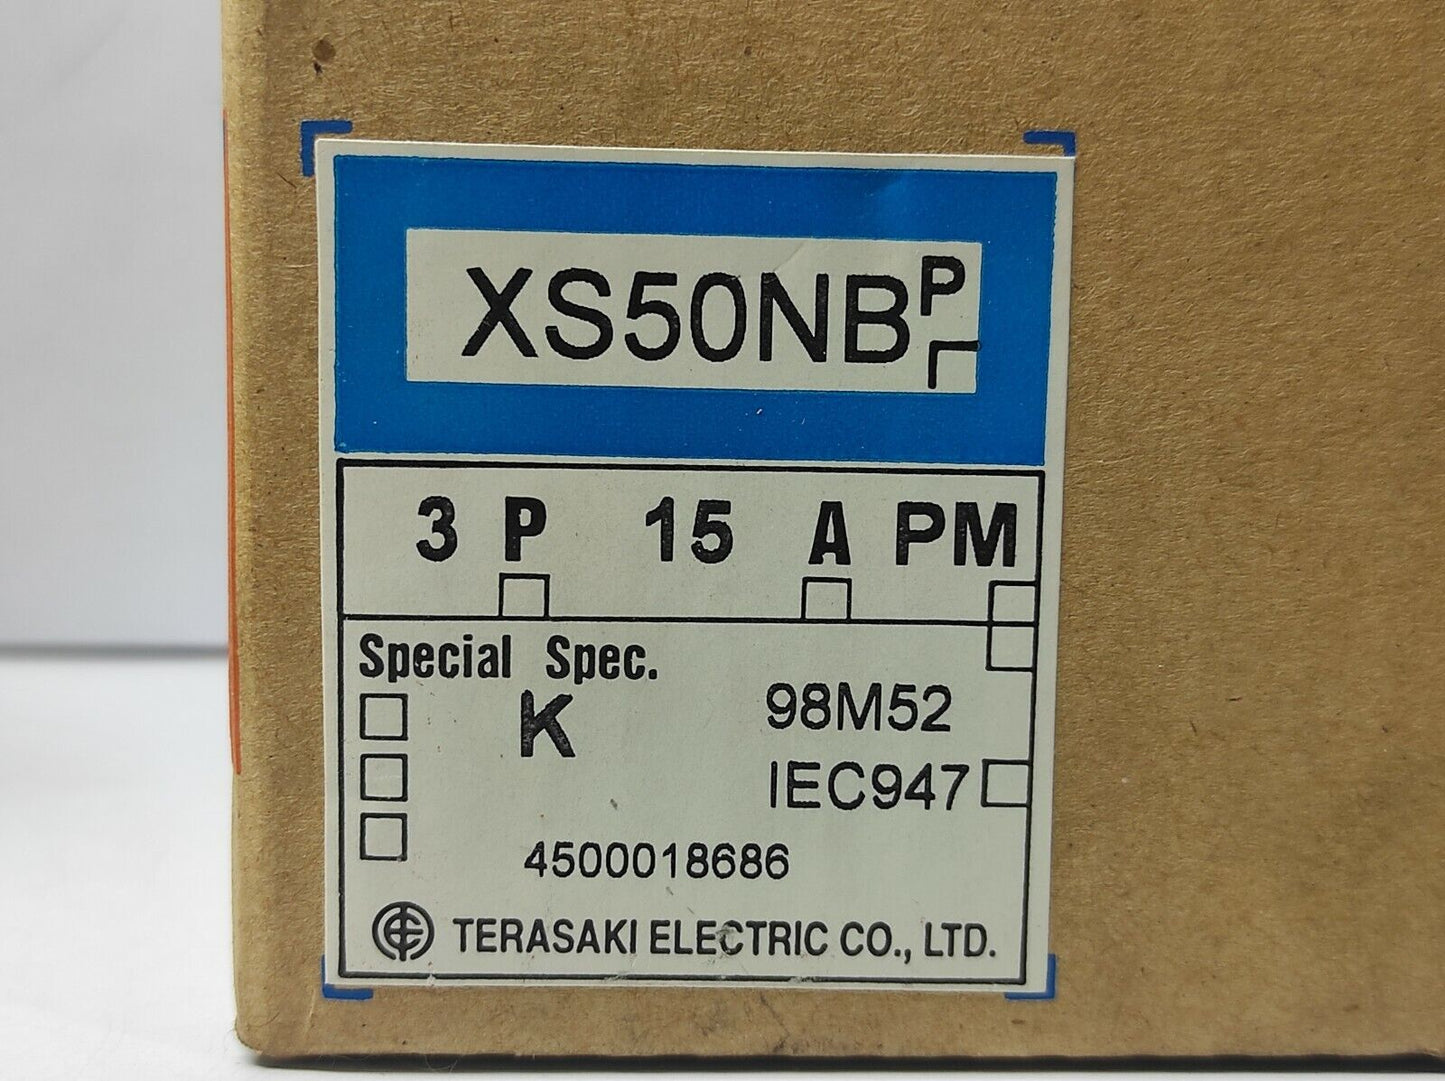 XS50NB P
3 P 15 A PM
Special Spec.
K 98M52
IEC947
4500018686
TERASAKI ELECTRIC CO., LTD.